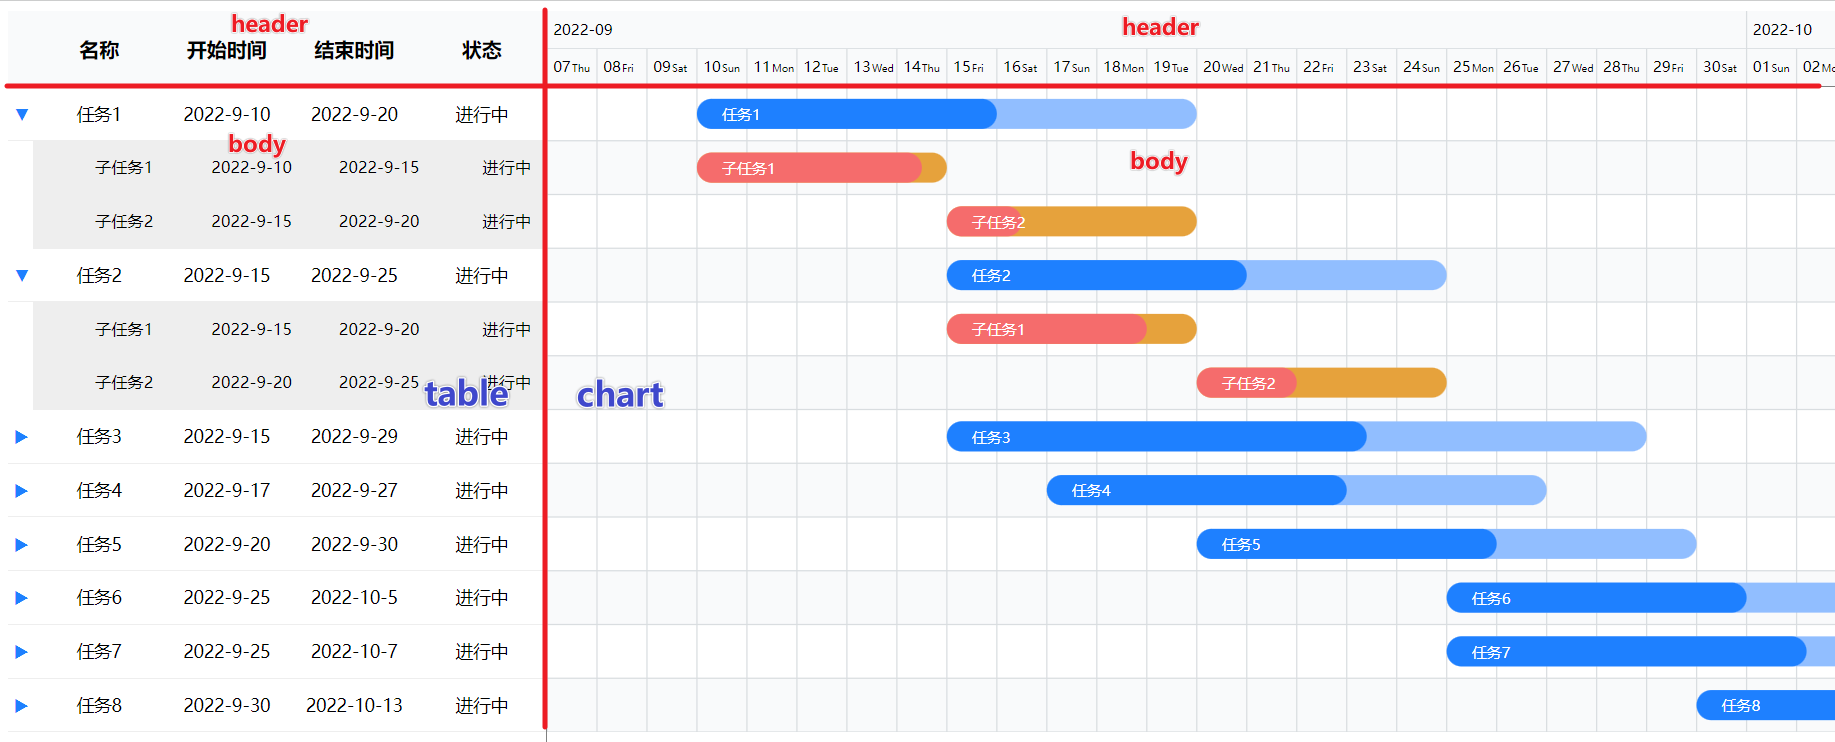 header
header
2022-09
2022-10
名称 开始时间 结束时间 状态
07Thu 08Fri 09Sat 10Sun 11Mon 12Tue 13Wed 14Thu 15Fri 16Sat 17Sun 18Mon 19Tue 20Wed 21Thu 22Fri 23Sat 24Sun 25Mon 26Tue 27Wed 28Thu 29Fri 30Sat 01Sun 02Mo
任务1 2022-9-10 2022-9-20 进行中 任务1
body
body
子任务1 2022-9-10 2022-9-15 进行中 子任务1
子任务2 2022-9-15 2022-9-20 进行中 子任务2
任务2 2022-9-15 2022-9-25 进行中 任务2
子任务1 2022-9-15 2022-9-20 进行中 子任务1
子任务2 2022-9-20 2022-9-25 进行中 子任务2
table
chart
任务3 2022-9-15 2022-9-29 进行中 任务3
任务4 2022-9-17 2022-9-27 进行中 任务4
任务5 2022-9-20 2022-9-30 进行中 任务5
任务6 2022-9-25 2022-10-5 进行中 任务6
任务7 2022-9-25 2022-10-7 进行中 任务7
任务8 2022-9-30 2022-10-13 进行中 任务8